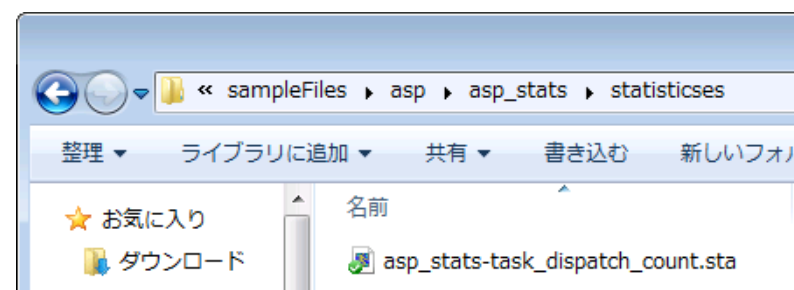 « sampleFiles ▸ asp ▸ asp_stats ▸ statisticses
整理 ▼ ライブラリに追加 ▼ 共有 ▼ 書き込む 新しいフォ
お気に入り
ダウンロード
名前
asp_stats-task_dispatch_count.sta